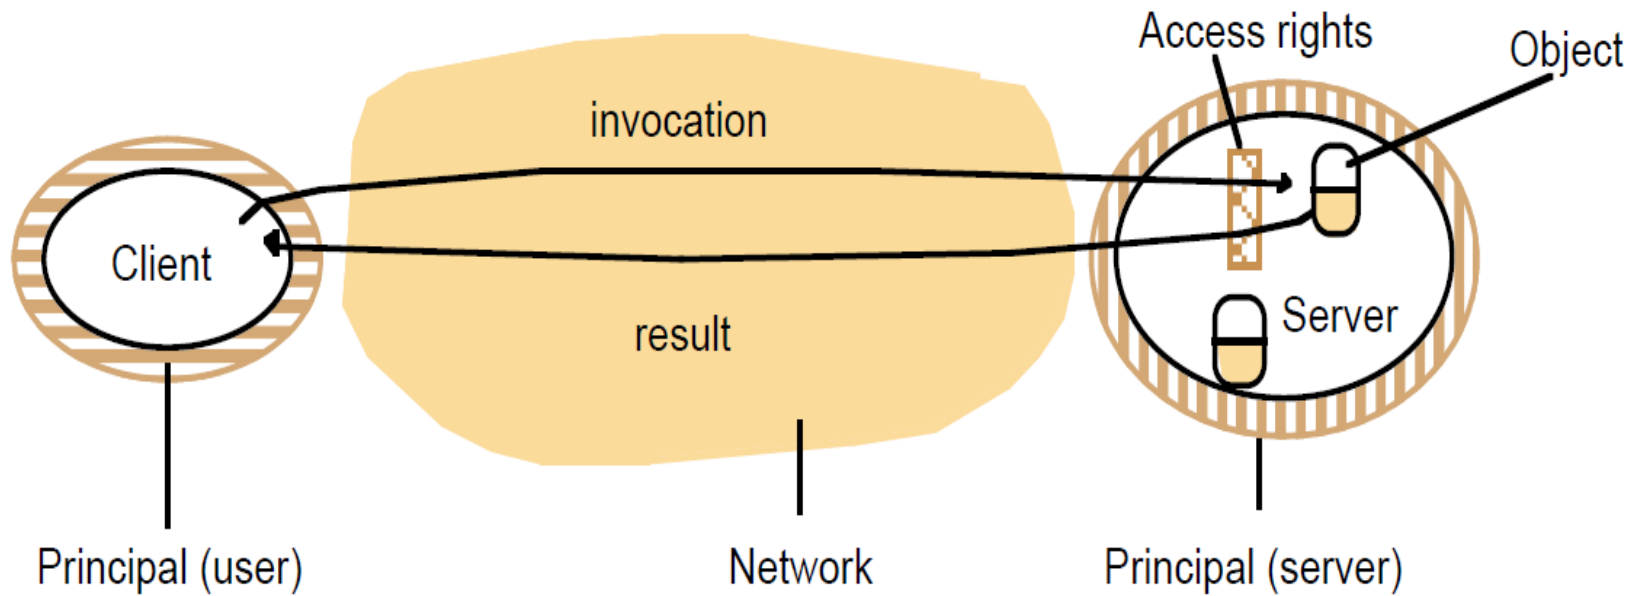 Access rights
Object
invocation
Client
Server
result
Principal (user)
Network
Principal (server)